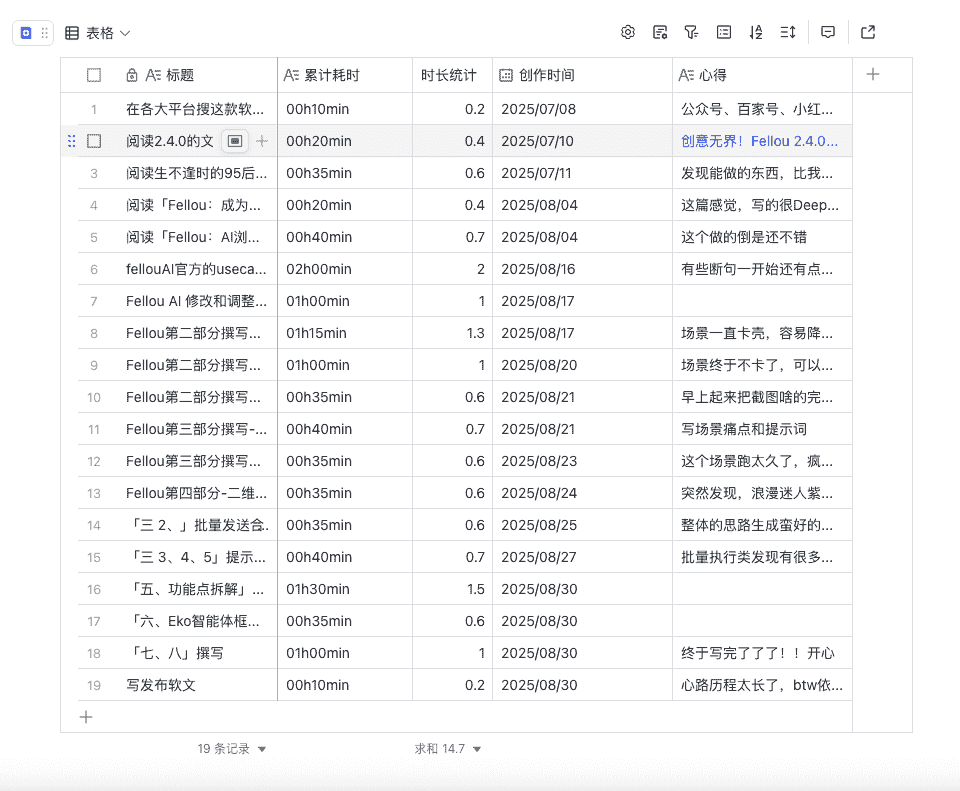 表格
标题 累计耗时 时长统计 创作时间 心得
1 在各大平台搜这款软... 00h10min 0.2 2025/07/08 公众号、百家号、小红...
阅读2.4.0的文 00h20min 0.4 2025/07/10 创意无界！Fellou 2.4.0...
3 阅读生不逢时的95后... 00h35min 0.6 2025/07/11 发现能做的东西，比我...
4 阅读「Fellou：成为... 00h20min 0.4 2025/08/04 这篇感觉，写的很Deep...
5 阅读「Fellou：AI浏... 00h40min 0.7 2025/08/04 这个做的倒是还不错
6 fellouAI官方的useca... 02h00min 2 2025/08/16 有些断句一开始还有点...
7 Fellou AI 修改和调整... 01h00min 1 2025/08/17
8 Fellou第二部分撰写... 01h15min 1.3 2025/08/17 场景一直卡壳，容易降...
9 Fellou第二部分撰写... 01h00min 1 2025/08/20 场景终于不卡了，可以...
10 Fellou第二部分撰写... 00h35min 0.6 2025/08/21 早上起来把截图啥的完...
11 Fellou第三部分撰写-... 00h40min 0.7 2025/08/21 写场景痛点和提示词
12 Fellou第三部分撰写... 00h35min 0.6 2025/08/23 这个场景跑太久了，疯...
13 Fellou第四部分-二维... 00h35min 0.6 2025/08/24 突然发现，浪漫迷人紫...
14 「三 2、」批量发送合... 00h35min 0.6 2025/08/25 整体的思路生成蛮好的...
15 「三 3、4、5」提示... 00h40min 0.7 2025/08/27 批量执行类发现有很多...
16 「五、功能点拆解」... 01h30min 1.5 2025/08/30
17 「六、Eko智能体框... 00h35min 0.6 2025/08/30
18 「七、八」撰写 01h00min 1 2025/08/30 终于写完了了了！！开心
19 写发布软文 00h10min 0.2 2025/08/30 心路历程太长了，btw依...
19 条记录 求和 14.7